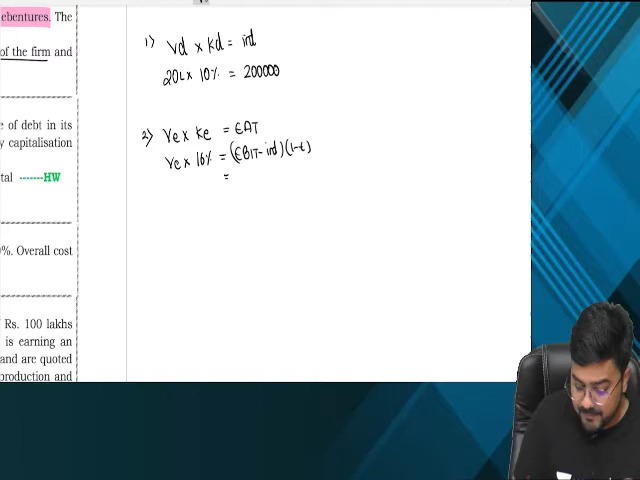 ebentures. The
of the firm and
e of debt in its
y capitalisation
tal -------HW
0%. Overall cost
Rs. 100 lakhs
is earning an
and are quoted
production and
1) Vd x Kd = int
20L x 10% = 200000
2) Ve x Ke = EAT
Ve x 16% = (EBIT - int) (1-t)
=